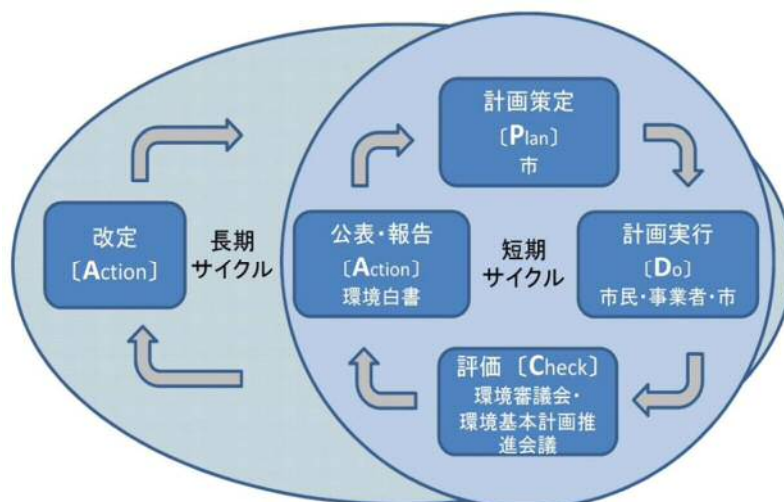 計画策定
〔Plan〕
市
改定
〔Action〕
長期
サイクル
公表・報告
〔Action〕
環境白書
短期
サイクル
計画実行
〔Do〕
市民・事業者・市
評価〔Check〕
環境審議会・
環境基本計画推
進会議